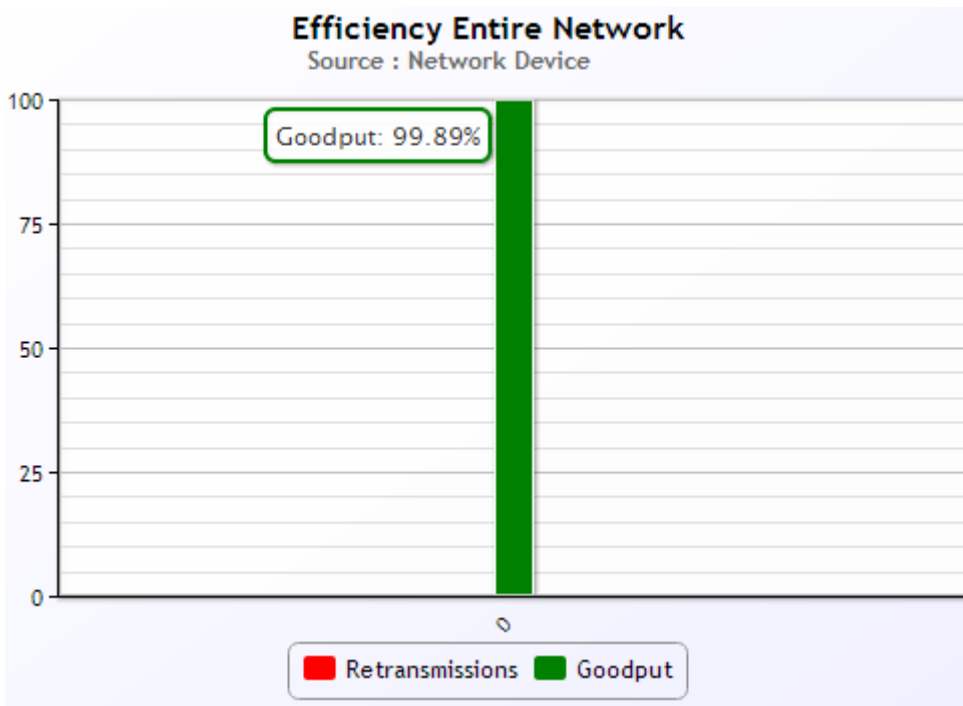 Efficiency Entire Network
Source : Network Device
100
Goodput: 99.89%
75
50
25
0
0
Retransmissions Goodput